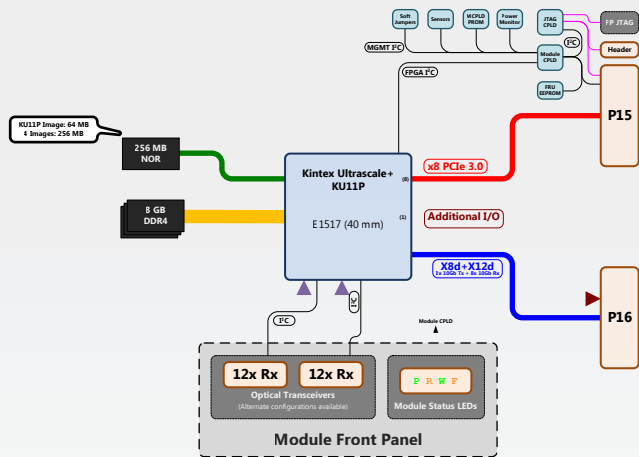 Soft
Jumpers
Sensors
MCPLD
PROM
Power
Monitor
JTAG
CPLD
FP JTAG
Header
I²C
MGMT I²C
Module
CPLD
FPGA I²C
FRU
EEPROM
P15
KU11P Image: 64 MB
4 Images: 256 MB
256 MB
NOR
Kintex Ultrascale+
KU11P
(8)
x8 PCIe 3.0
8 GB
DDR4
E1517 (40 mm)
(1)
Additional I/O
X8d+X12d
8x 10Gb Tx + 8x 10Gb Rx
I²C
I²C
P16
Module CPLD
12x Rx
12x Rx
Optical Transceivers
(Alternate configurations available)
P R W F
Module Status LEDs
Module Front Panel